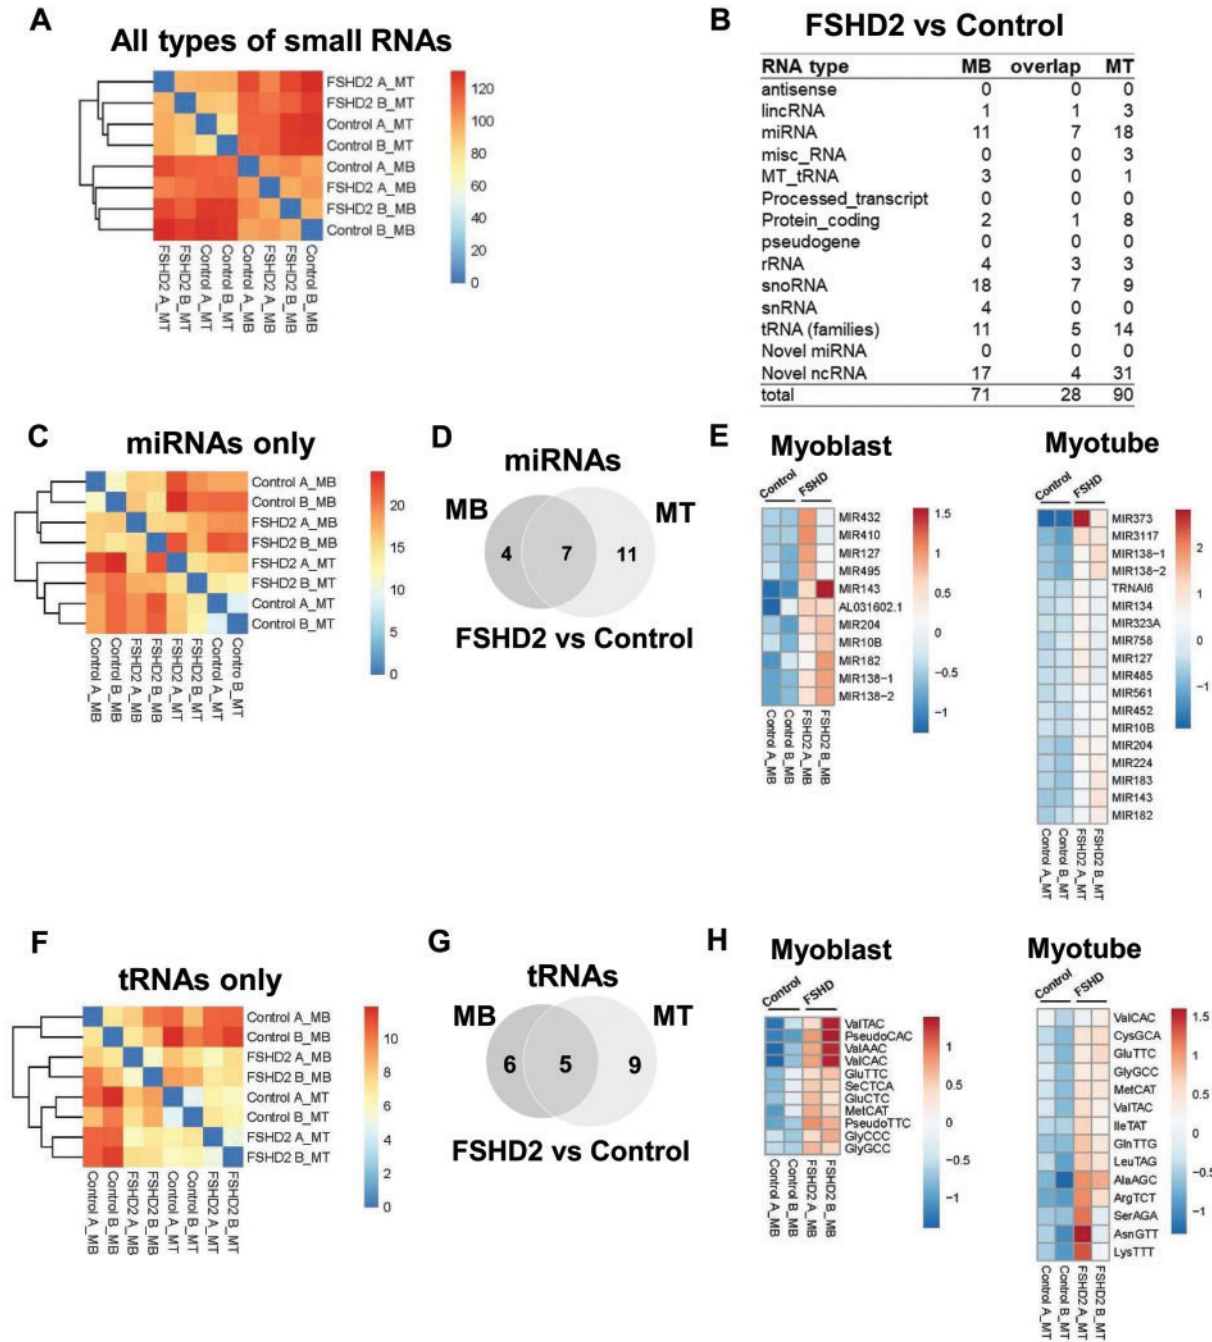 A
All types of small RNAs
FSHD2 A_MT
FSHD2 B_MT
Control A_MT
Control B_MT
Control A_MB
FSHD2 A_MB
FSHD2 B_MB
Control B_MB
120
100
80
60
40
20
0
FSHD2 A_MT
FSHD2 B_MT
Control A_MT
Control B_MT
Control A_MB
FSHD2 A_MB
FSHD2 B_MB
Control B_MB
B
FSHD2 vs Control
RNA type MB overlap MT
antisense 0 0 0
lincRNA 1 1 3
miRNA 11 7 18
misc_RNA 0 0 3
MT_tRNA 3 0 1
Processed_transcript 0 0 0
Protein_coding 2 1 8
pseudogene 0 0 0
rRNA 4 3 3
snoRNA 18 7 9
snRNA 4 0 0
tRNA (families) 11 5 14
Novel miRNA 0 0 0
Novel ncRNA 17 4 31
total 71 28 90
C
miRNAs only
Control A_MB
Control B_MB
FSHD2 A_MB
FSHD2 B_MB
FSHD2 A_MT
FSHD2 B_MT
Control A_MT
Control B_MT
20
15
10
5
0
Control A_MB
Control B_MB
FSHD2 A_MB
FSHD2 B_MB
FSHD2 A_MT
FSHD2 B_MT
Control A_MT
Control B_MT
D
miRNAs
MB
MT
4 7 11
FSHD2 vs Control
E
Myoblast
Control FSHD
MIR432
MIR410
MIR127
MIR495
MIR143
AL031602.1
MIR204
MIR10B
MIR182
MIR138-1
MIR138-2
1.5
1
0.5
0
−0.5
−1
Control A_MB
Control B_MB
FSHD2 A_MB
FSHD2 B_MB
Myotube
Control FSHD
MIR373
MIR3117
MIR138-1
MIR138-2
TRNAI6
MIR134
MIR323A
MIR758
MIR127
MIR485
MIR561
MIR452
MIR10B
MIR204
MIR224
MIR183
MIR143
MIR182
2
1
0
−1
Control A_MT
Control B_MT
FSHD2 A_MT
FSHD2 B_MT
F
tRNAs only
Control A_MB
Control B_MB
FSHD2 A_MB
FSHD2 B_MB
Control A_MT
Control B_MT
FSHD2 A_MT
FSHD2 B_MT
10
8
6
4
2
0
Control A_MB
Control B_MB
FSHD2 A_MB
FSHD2 B_MB
Control A_MT
Control B_MT
FSHD2 A_MT
FSHD2 B_MT
G
tRNAs
MB
MT
6 5 9
FSHD2 vs Control
H
Myoblast
Control FSHD
ValTAC
PseudoCAC
ValAAC
ValCAC
GluTTC
SeCTCA
GluCTC
MetCAT
PseudoTTC
GlyCCC
GlyGCC
1
0.5
0
−0.5
−1
Control A_MB
Control B_MB
FSHD2 A_MB
FSHD2 B_MB
Myotube
Control FSHD
ValCAC
CysGCA
GluTTC
GlyGCC
MetCAT
ValTAC
IleTAT
GlnTTG
LeuTAG
AlaAGC
ArgTCT
SerAGA
AsnGTT
LysTTT
1.5
1
0.5
0
−0.5
−1
Control A_MT
Control B_MT
FSHD2 A_MT
FSHD2 B_MT